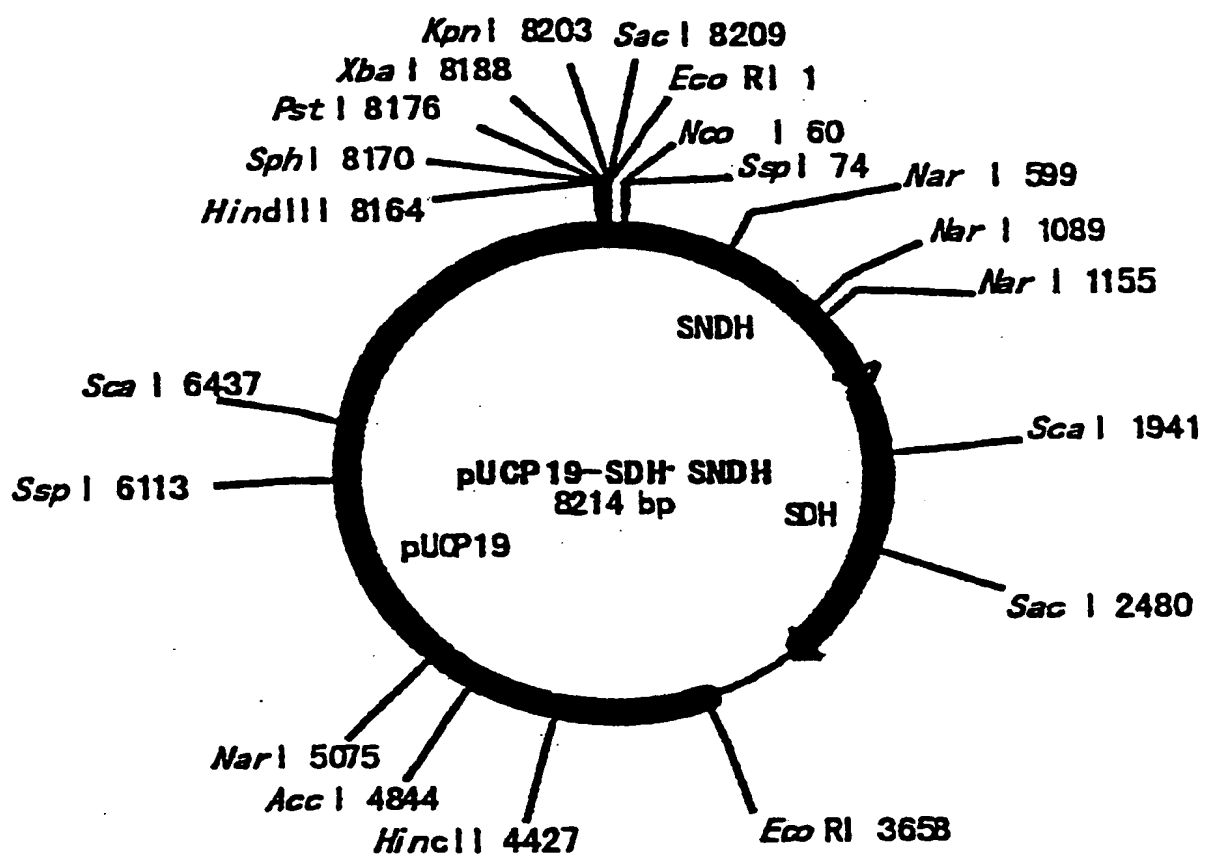 Kpn I 8203
Sac I 8209
Xba I 8188
Eco RI 1
Pst I 8176
Nco I 60
Sph I 8170
Ssp I 74
Nar I 599
HindIII 8164
Nar I 1089
Nar I 1155
SNDH
Sca I 6437
Sca I 1941
pUCP19-SDH· SNDH
8214 bp
Ssp I 6113
SDH
pUCP19
Sac I 2480
Nar I 5075
Acc I 4844
HincII 4427
Eco RI 3658